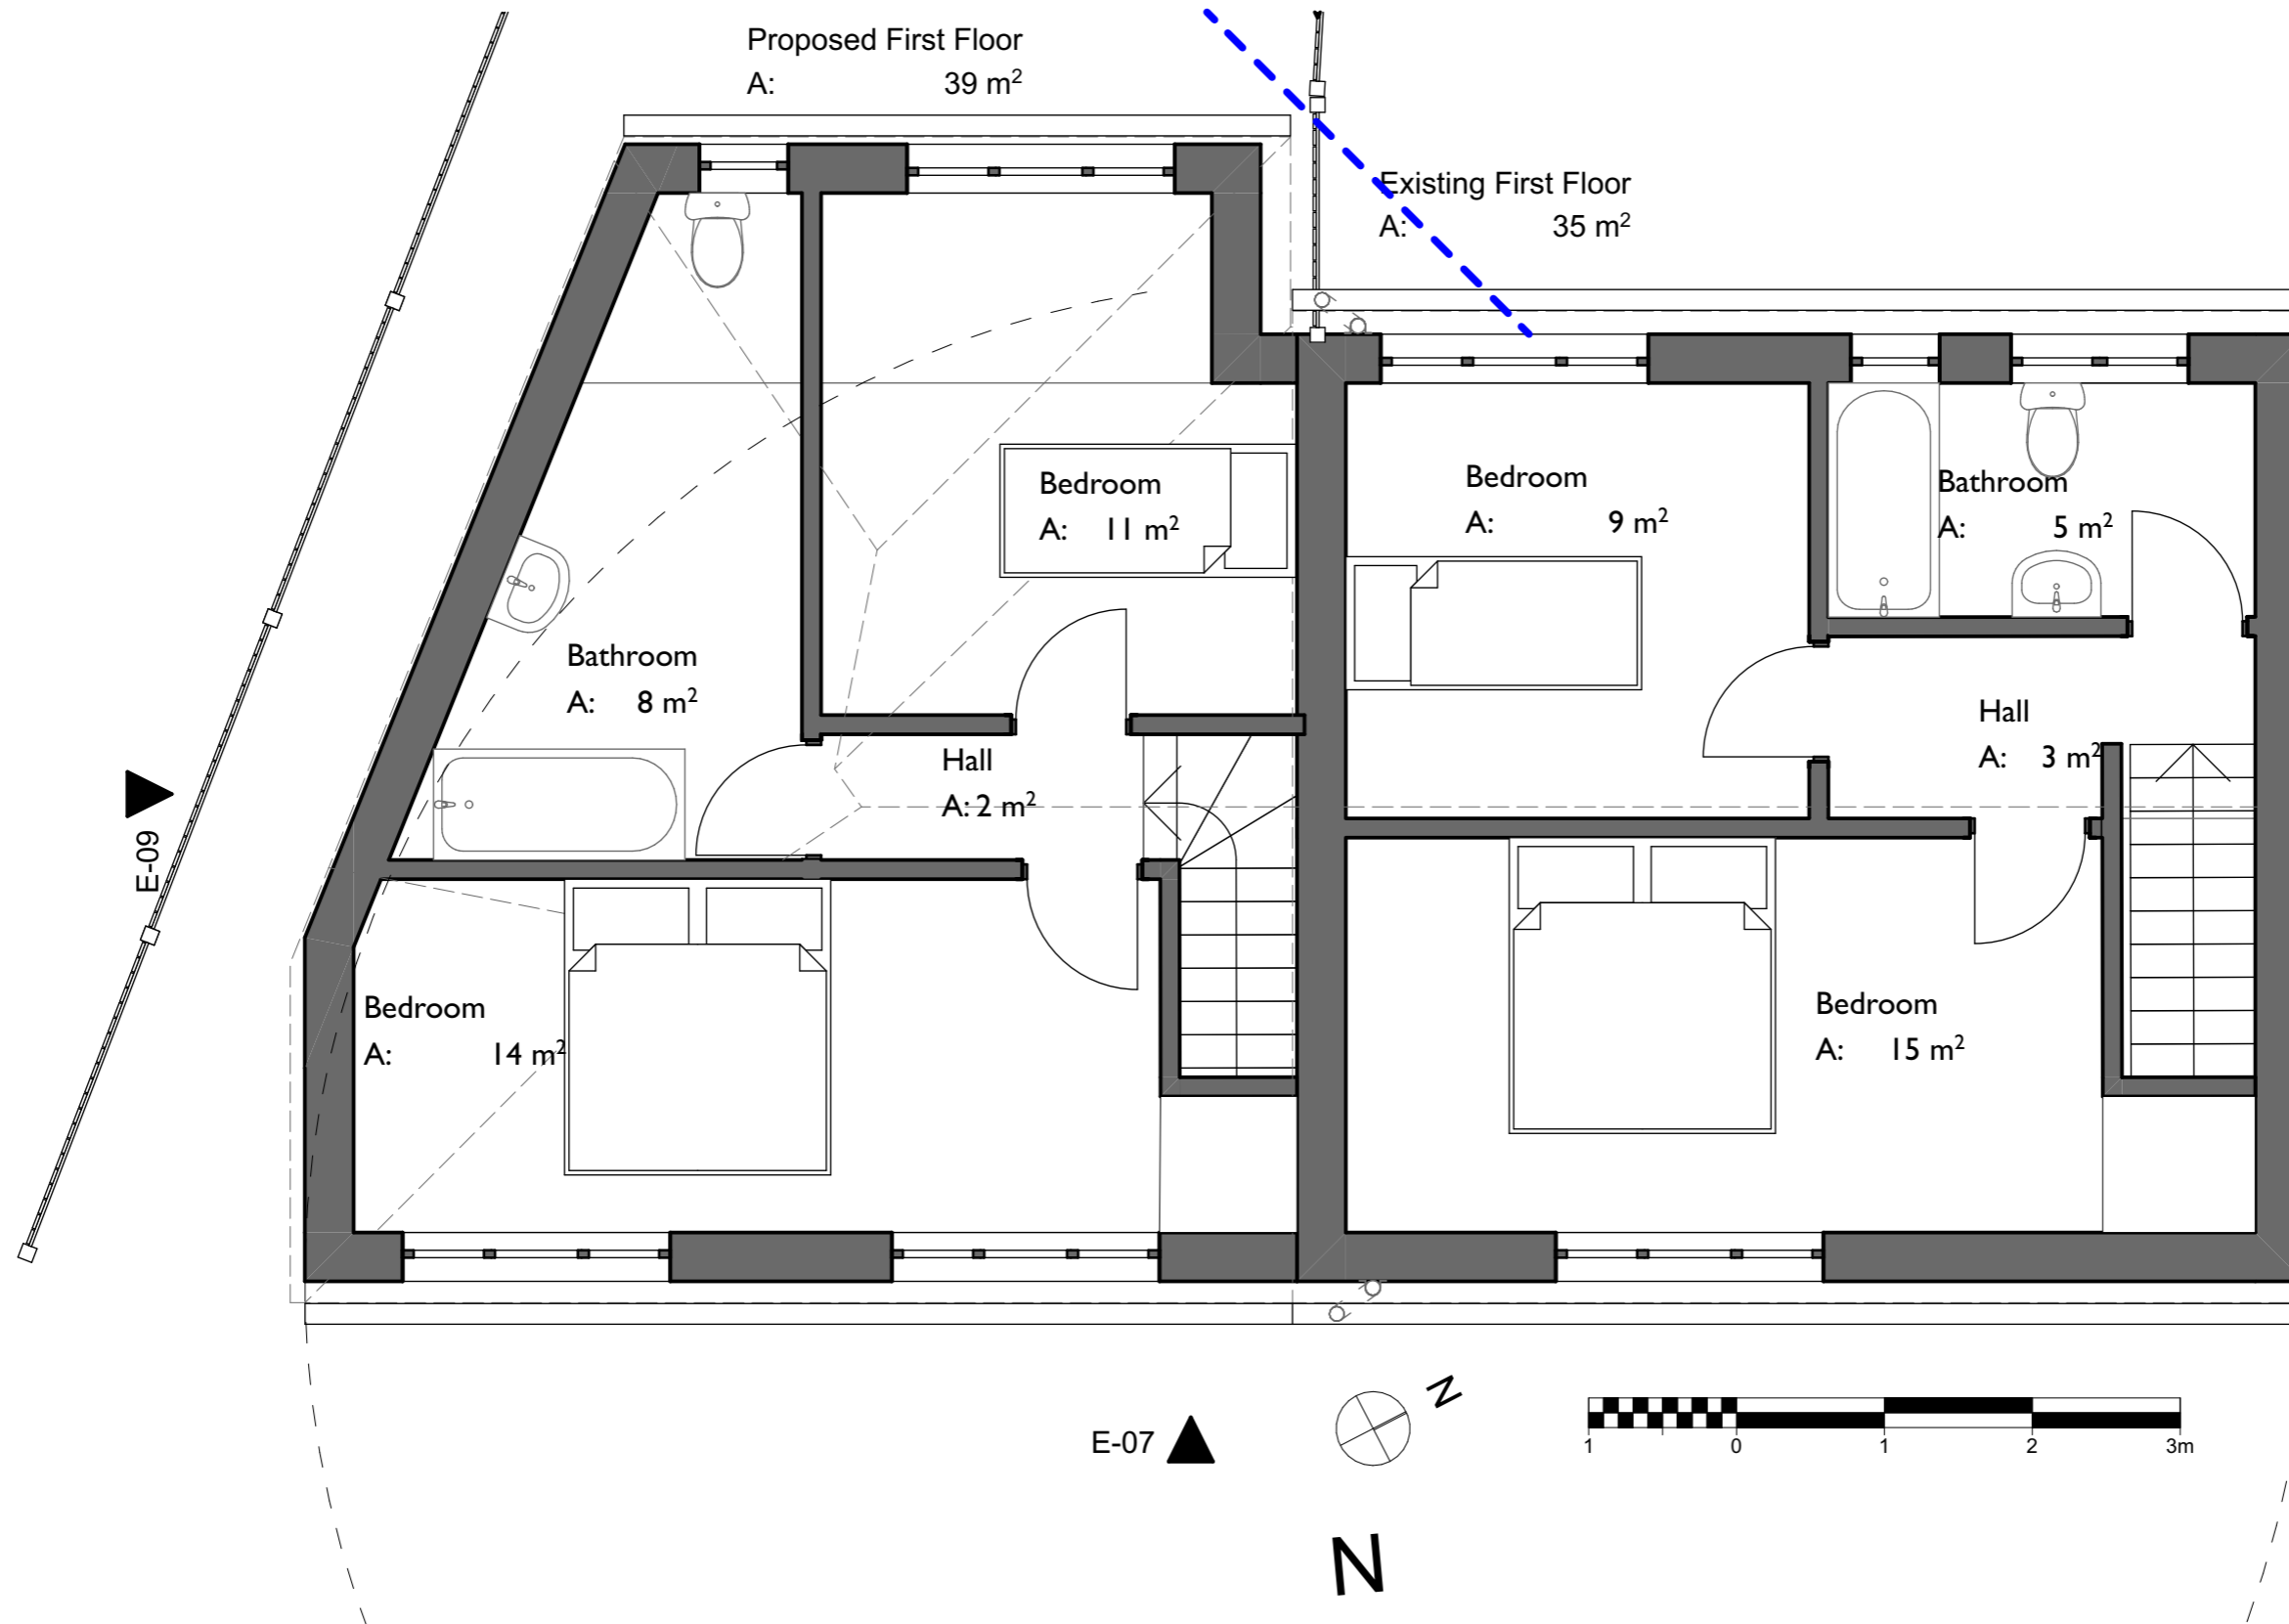 Proposed First Floor
A: 39 m²
Existing First Floor
A: 35 m²
Bedroom
A: 11 m²
Bedroom
A: 9 m²
Bathroom
A: 5 m²
Bathroom
A: 8 m²
Hall
A: 2 m²
Hall
A: 3 m²
E-09
Bedroom
A: 14 m²
Bedroom
A: 15 m²
E-07
N
1 0 1 2 3m
N